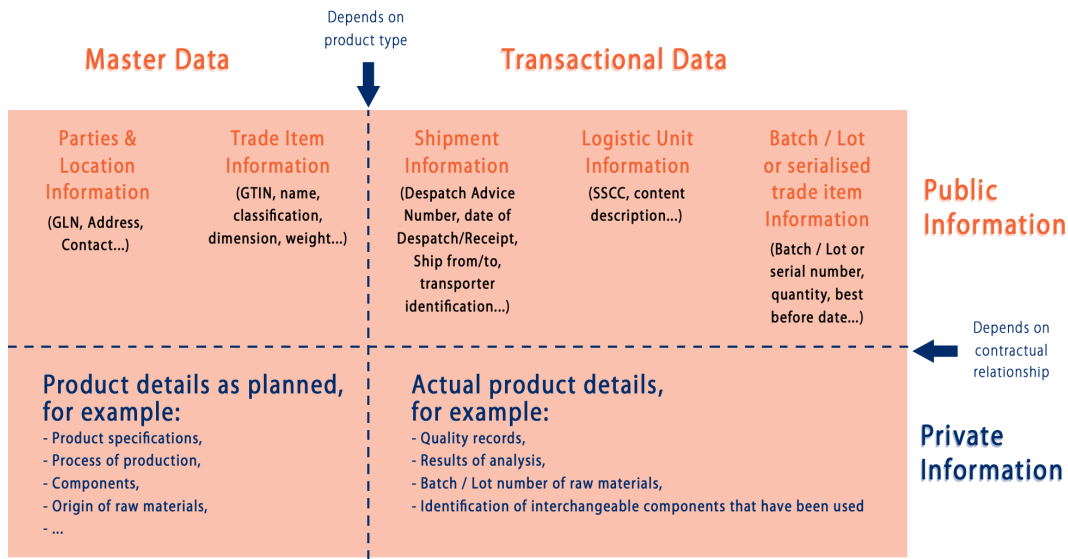 Depends on
product type
Master Data
Transactional Data
Parties &
Location
Information
(GLN, Address,
Contact...)
Trade Item
Information
(GTIN, name,
classification,
dimension, weight...)
Shipment
Information
(Despatch Advice
Number, date of
Despatch/Receipt,
Ship from/to,
transporter
identification...)
Logistic Unit
Information
(SSCC, content
description...)
Batch / Lot
or serialised
trade item
Information
(Batch / Lot or
serial number,
quantity, best
before date...)
Public
Information
Depends on
contractual
relationship
Product details as planned,
for example:
- Product specifications,
- Process of production,
- Components,
- Origin of raw materials,
- ...
Actual product details,
for example:
- Quality records,
- Results of analysis,
- Batch / Lot number of raw materials,
- Identification of interchangeable components that have been used
Private
Information